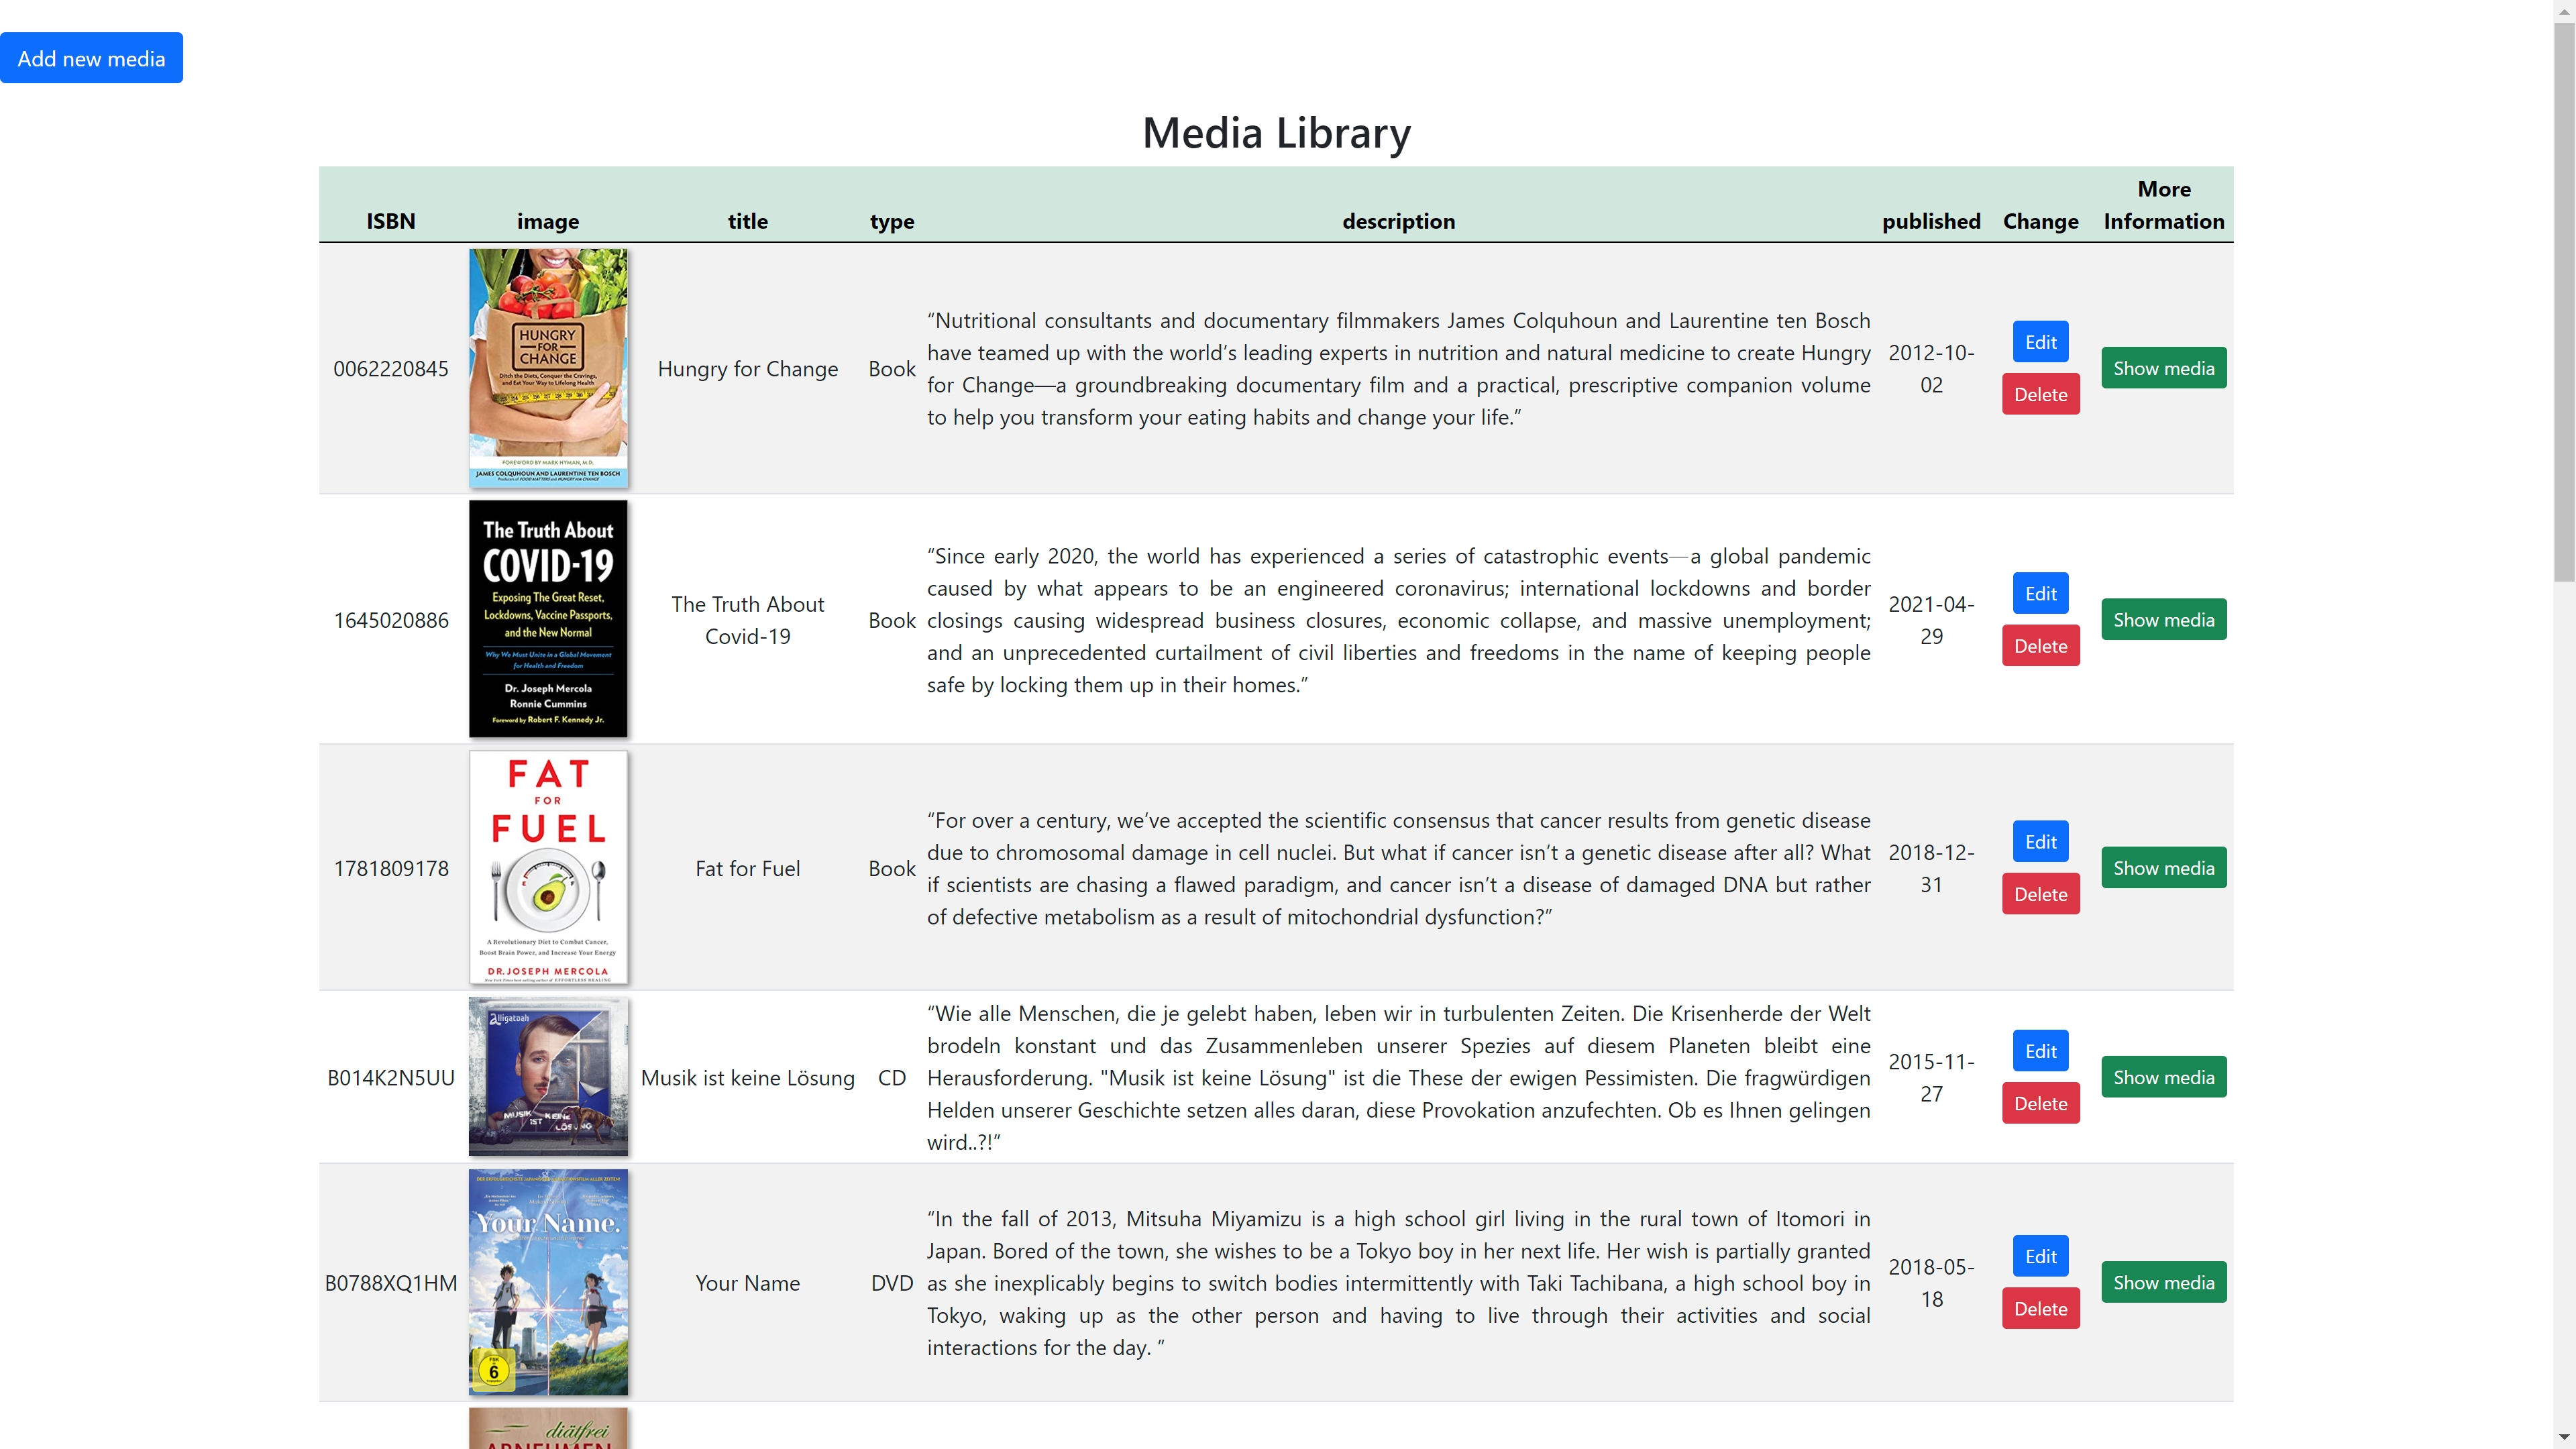 Add new media
Media Library
ISBN image title type description published Change More Information
HUNGRY
FOR
CHANGE
Ditch the Diets, Conquer the Cravings,
and Eat Your Way to Lifelong Health
FOREWORD BY MARK HYMAN, M.D.
JAMES COLQUHOUN AND LAURENTINE TEN BOSCH
Producers of FOOD MATTERS and HUNGRY FOR CHANGE
0062220845
Hungry for Change
Book
“Nutritional consultants and documentary filmmakers James Colquhoun and Laurentine ten Bosch
have teamed up with the world’s leading experts in nutrition and natural medicine to create Hungry
for Change—a groundbreaking documentary film and a practical, prescriptive companion volume
to help you transform your eating habits and change your life.”
2012-10-
02
Edit
Delete
Show media
1645020886
The Truth About
COVID-19
Exposing The Great Reset,
Lockdowns, Vaccine Passports,
and the New Normal
Why We Must Unite in a Global Movement
for Health and Freedom
Dr. Joseph Mercola
Ronnie Cummins
Foreword by Robert F. Kennedy Jr.
The Truth About
Covid-19
Book
“Since early 2020, the world has experienced a series of catastrophic events—a global pandemic
caused by what appears to be an engineered coronavirus; international lockdowns and border
closings causing widespread business closures, economic collapse, and massive unemployment;
and an unprecedented curtailment of civil liberties and freedoms in the name of keeping people
safe by locking them up in their homes.”
2021-04-
29
Edit
Delete
Show media
1781809178
FAT
FOR
FUEL
A Revolutionary Diet to Combat Cancer,
Boost Brain Power, and Increase Your Energy
DR. JOSEPH MERCOLA
New York Times best-selling author of EFFORTLESS HEALING
Fat for Fuel
Book
“For over a century, we’ve accepted the scientific consensus that cancer results from genetic disease
due to chromosomal damage in cell nuclei. But what if cancer isn’t a genetic disease after all? What
if scientists are chasing a flawed paradigm, and cancer isn’t a disease of damaged DNA but rather
of defective metabolism as a result of mitochondrial dysfunction?”
2018-12-
31
Edit
Delete
Show media
B014K2N5UU
Alligatoah
MUSIK IST KEINE LÖSUNG
Musik ist keine Lösung
CD
“Wie alle Menschen, die je gelebt haben, leben wir in turbulenten Zeiten. Die Krisenherde der Welt
brodeln konstant und das Zusammenleben unserer Spezies auf diesem Planeten bleibt eine
Herausforderung. "Musik ist keine Lösung" ist die These der ewigen Pessimisten. Die fragwürdigen
Helden unserer Geschichte setzen alles daran, diese Provokation anzufechten. Ob es Ihnen gelingen
wird..?!”
2015-11-
27
Edit
Delete
Show media
B0788XQ1HM
Your Name.
FSK
6
Your Name
DVD
“In the fall of 2013, Mitsuha Miyamizu is a high school girl living in the rural town of Itomori in
Japan. Bored of the town, she wishes to be a Tokyo boy in her next life. Her wish is partially granted
as she inexplicably begins to switch bodies intermittently with Taki Tachibana, a high school boy in
Tokyo, waking up as the other person and having to live through their activities and social
interactions for the day. ”
2018-05-
18
Edit
Delete
Show media
diätfrei
ABNEHMEN